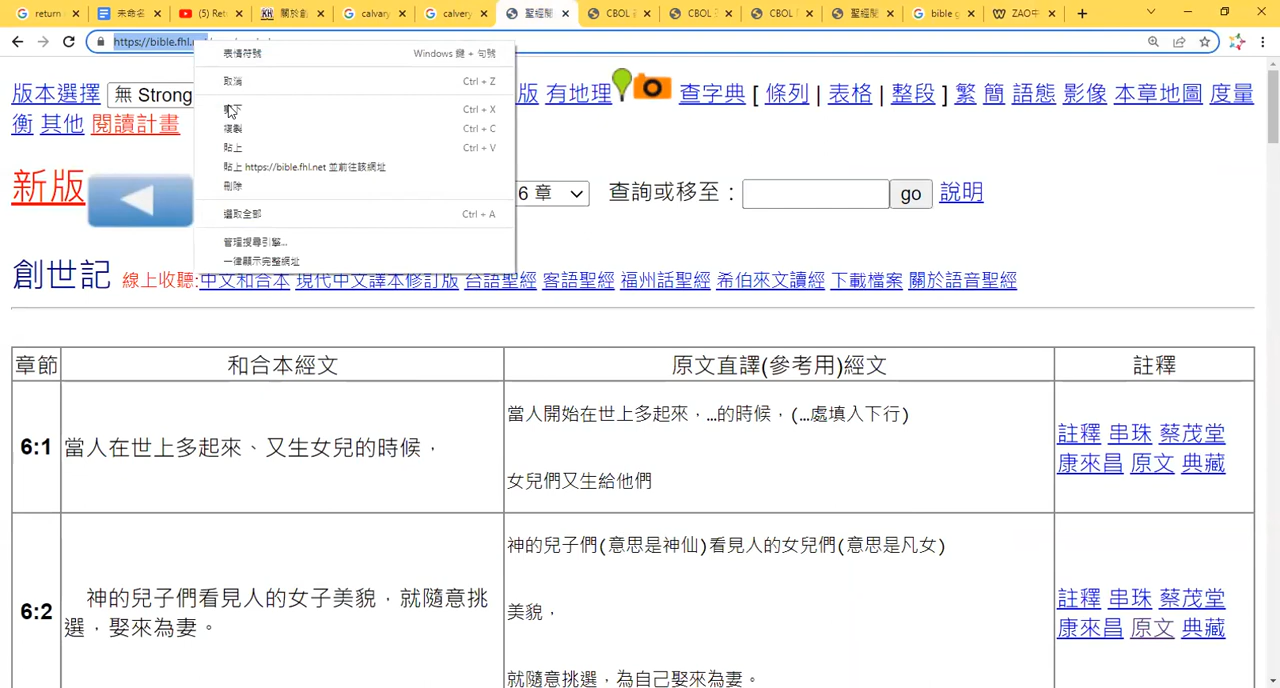 return
未命名
(5) Ret
KH 關於創
calvary
calvery
聖經閱
CBOL
CBOL
CBOL
聖經閱
bible g
ZAO中
https://bible.fhl.
表情符號 Windows 鍵 + 句號
取消 Ctrl + Z
剪下 Ctrl + X
複製 Ctrl + C
貼上 Ctrl + V
貼上 https://bible.fhl.net 並前往該網址
刪除
選取全部 Ctrl + A
管理搜尋引擎...
一律顯示完整網址
版本選擇 無 Strong 版 有地理 查字典 [ 條列 | 表格 | 整段 ] 繁 簡 語態 影像 本章地圖 度量
衡 其他 閱讀計畫
新版 6 章 查詢或移至：go 說明
創世記 線上收聽:中文和合本 現代中文譯本修訂版 台語聖經 客語聖經 福州話聖經 希伯來文讀經 下載檔案 關於語音聖經
章節 和合本經文 原文直譯(參考用)經文 註釋
6:1 當人在世上多起來、又生女兒的時候，
當人開始在世上多起來，…的時候，(…處填入下行)
女兒們又生給他們
註釋 串珠 蔡茂堂
康來昌 原文 典藏
6:2 神的兒子們看見人的女子美貌，就隨意挑
選，娶來為妻。
神的兒子們(意思是神仙)看見人的女兒們(意思是凡女)
美貌，
就隨意挑選，為自己娶來為妻。
註釋 串珠 蔡茂堂
康來昌 原文 典藏